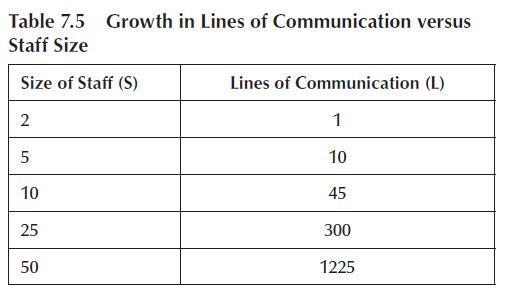 Table 7.5 Growth in Lines of Communication versus
Staff Size
Size of Staff (S) Lines of Communication (L)
2 1
5 10
10 45
25 300
50 1225